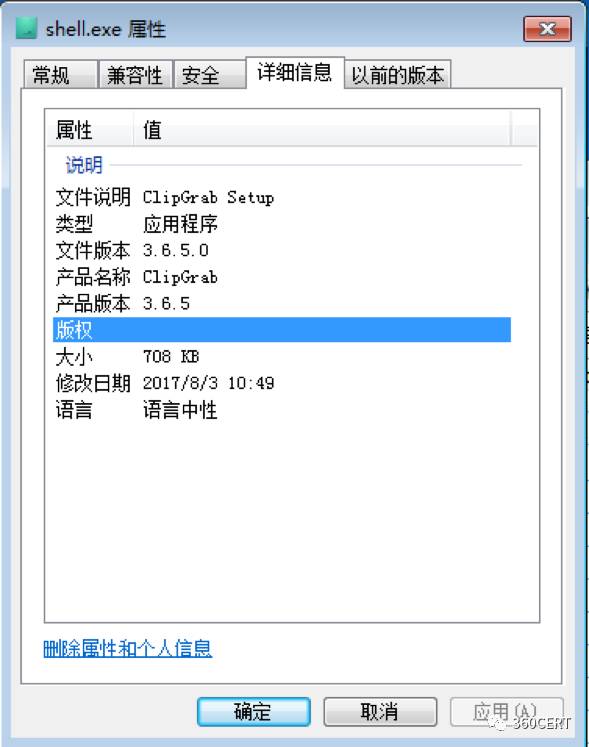 shell.exe 属性
常规 兼容性 安全 详细信息 以前的版本
属性 值
说明
文件说明 ClipGrab Setup
类型 应用程序
文件版本 3.6.5.0
产品名称 ClipGrab
产品版本 3.6.5
版权
大小 708 KB
修改日期 2017/8/3 10:49
语言 语言中性
删除属性和个人信息
确定 取消 应用(A)
360CERT